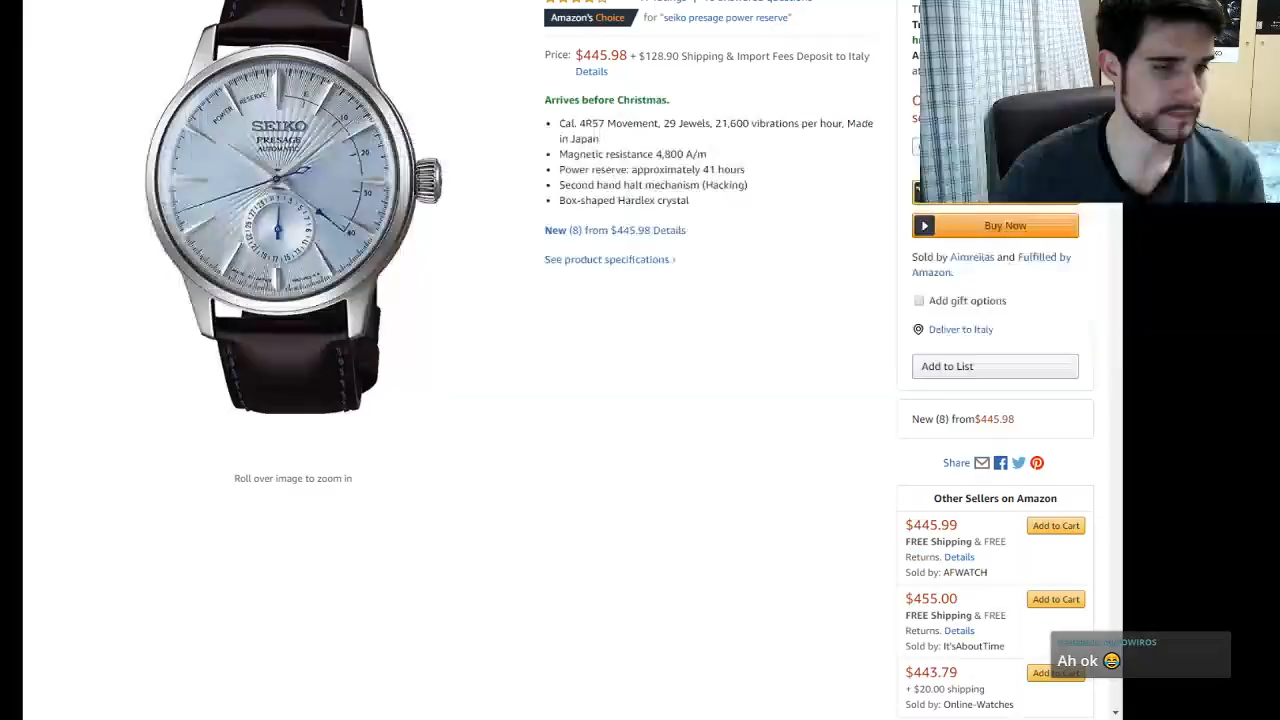 Amazon's Choice for "seiko presage power reserve"
Price: $445.98 + $128.90 Shipping & Import Fees Deposit to Italy
Details
Arrives before Christmas.
Cal. 4R57 Movement, 29 Jewels, 21,600 vibrations per hour, Made
in Japan
Magnetic resistance 4,800 A/m
Power reserve: approximately 41 hours
Second hand halt mechanism (Hacking)
Box-shaped Hardlex crystal
New (8) from $445.98 Details
See product specifications ›
POWER RESERVE
SEIKO
PRESAGE
AUTOMATIC
10
20
30
40
Roll over image to zoom in
Buy Now
Sold by and Fulfilled by
Amazon.
Add gift options
Deliver to Italy
Add to List
New (8) from $445.98
Share
Other Sellers on Amazon
$445.99 Add to Cart
FREE Shipping & FREE
Returns. Details
Sold by: AFWATCH
$455.00 Add to Cart
FREE Shipping & FREE
Returns. Details
Sold by: It'sAboutTime
Ah ok 😄
$443.79 Add to Cart
+ $20.00 shipping
Sold by: Online-Watches